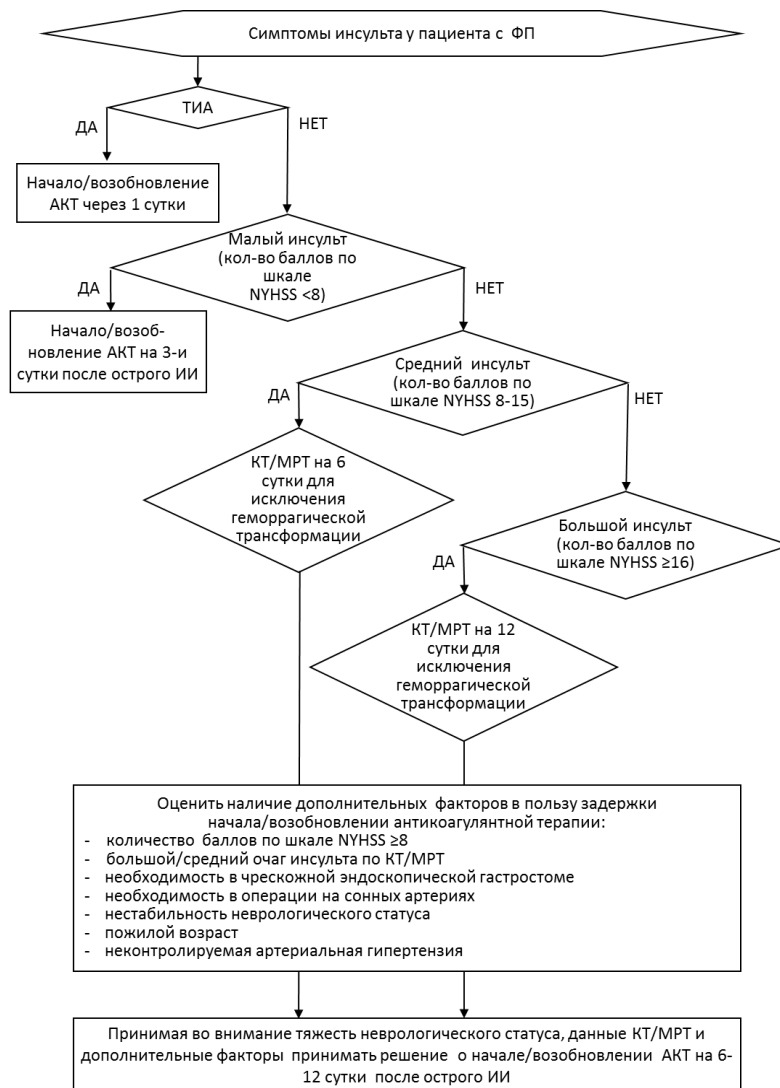 Симптомы инсульта у пациента с ФП
ТИА
ДА
НЕТ
Начало/возобновление
АКТ через 1 сутки
Малый инсульт
(кол-во баллов по
шкале
NYHSS <8)
ДА
НЕТ
Начало/возоб-
новление АКТ на 3-и
сутки после острого ИИ
Средний инсульт
(кол-во баллов по
шкале NYHSS 8-15)
ДА
НЕТ
КТ/МРТ на 6
сутки для
исключения
геморрагической
трансформации
Большой инсульт
(кол-во баллов по
шкале NYHSS ≥16)
ДА
КТ/МРТ на 12
сутки для
исключения
геморрагической
трансформации
Оценить наличие дополнительных факторов в пользу задержки
начала/возобновлении антикоагулянтной терапии:
- количество баллов по шкале NYHSS ≥8
- большой/средний очаг инсульта по КТ/МРТ
- необходимость в чрескожной эндоскопической гастростоме
- необходимость в операции на сонных артериях
- нестабильность неврологического статуса
- пожилой возраст
- неконтролируемая артериальная гипертензия
Принимая во внимание тяжесть неврологического статуса, данные КТ/МРТ и
дополнительные факторы принимать решение о начале/возобновлении АКТ на 6-
12 сутки после острого ИИ